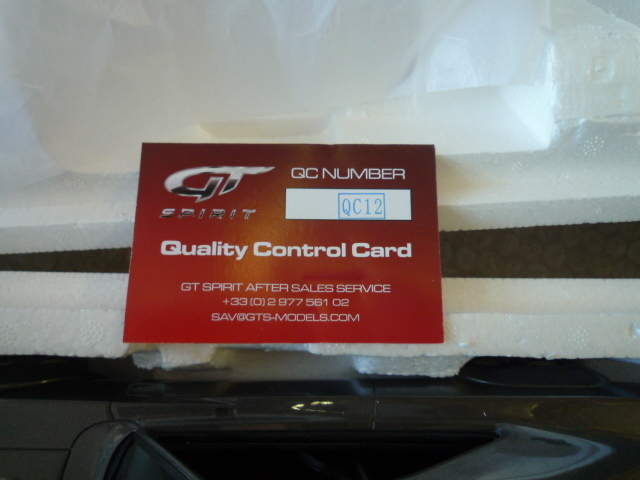 GT
SPIRIT
QC NUMBER
QC12
Quality Control Card
GT SPIRIT AFTER SALES SERVICE
+33 (0) 2 977 561 02
SAV@GTS-MODELS.COM